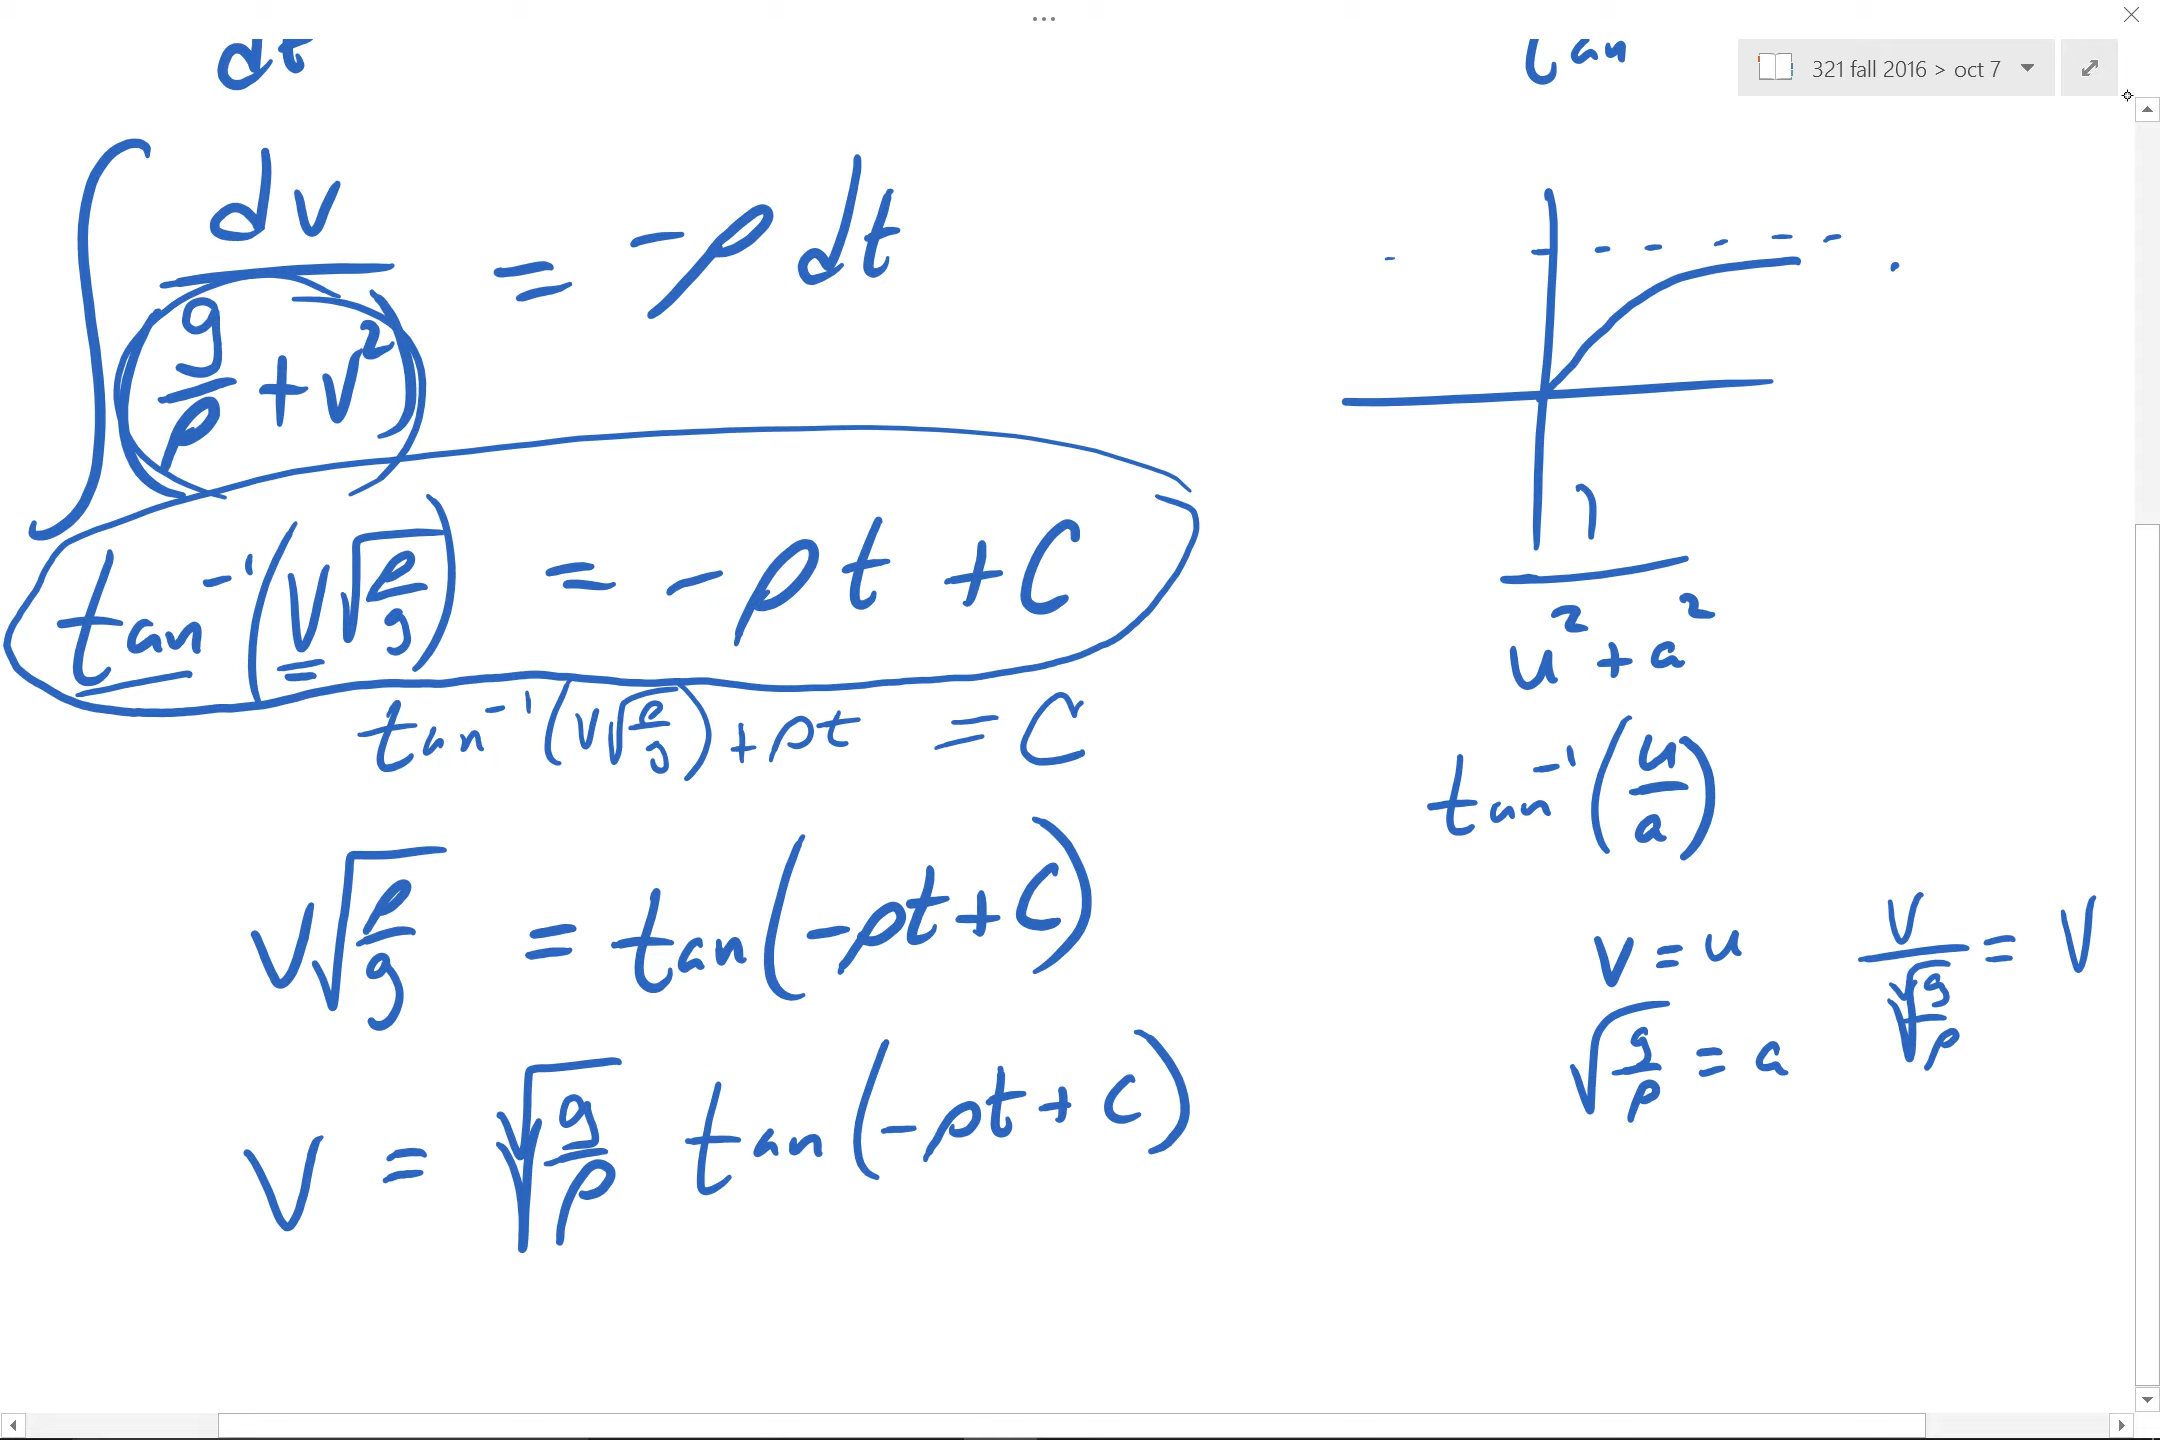 dt
∫ dv / (g/ρ + v²) = -ρ dt
tan⁻¹(v√(ρ/g)) = -ρt + C
tan⁻¹(v√(ρ/g)) + ρt = C
v√(ρ/g) = tan(-ρt + C)
v = √(g/ρ) tan(-ρt + C)
tan
321 fall 2016 > oct 7
1 / (u² + a²)
tan⁻¹(u/a)
v = u
√(g/ρ) = a
v / √(g/ρ) = v